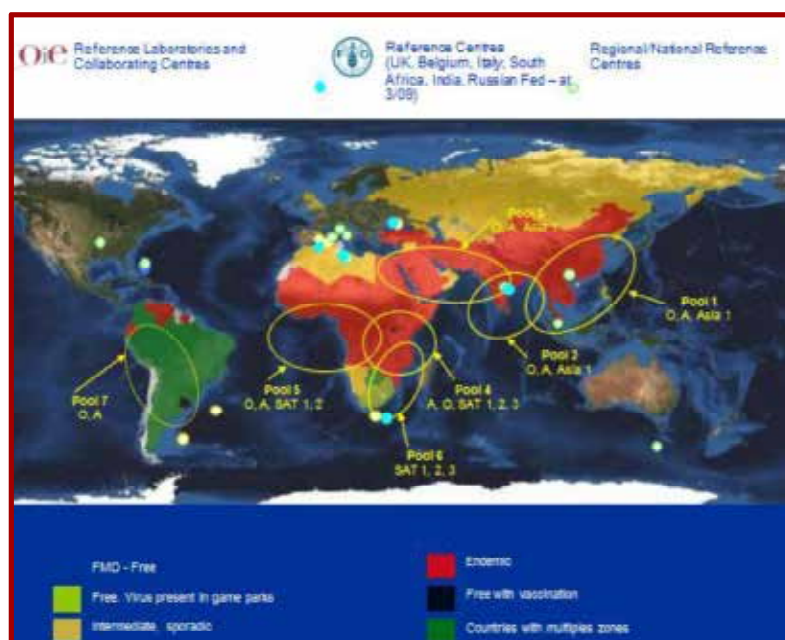 Oie
Reference Laboratories and
Collaborating Centres
F A O
Reference Centres
(UK, Belgium, Italy, South
Africa, India, Russian Fed – at
3/09)
Regional/National Reference
Centres
Pool 3
O, A, Asia 1
Pool 1
O, A, Asia 1
Pool 2
O, A, Asia 1
Pool 7
O, A
Pool 5
O, A, SAT 1, 2
Pool 4
A, O, SAT 1, 2, 3
Pool 6
SAT 1, 2, 3
FMD - Free
Endemic
Free. Virus present in game parks
Free with vaccination
Intermediate, sporadic
Countries with multiples zones